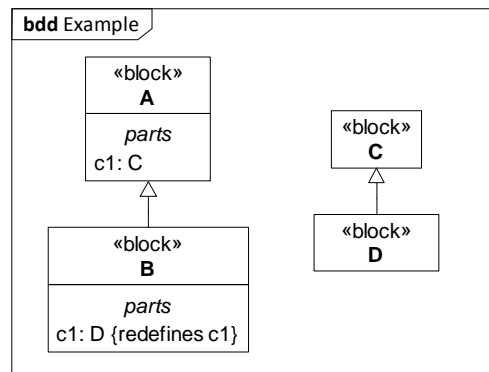 bdd Example
«block»
A
parts
c1: C
«block»
B
parts
c1: D {redefines c1}
«block»
C
«block»
D